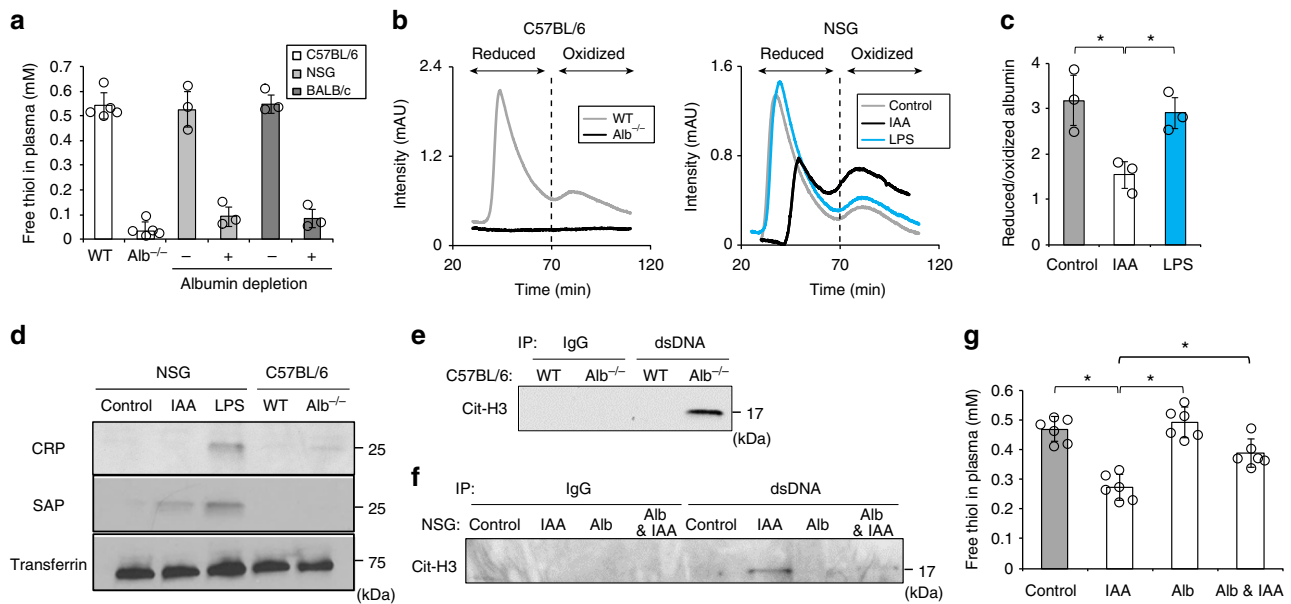 a
C57BL/6
NSG
BALB/c
Free thiol in plasma (mM)
0.7
0.6
0.5
0.4
0.3
0.2
0.1
0
WT Alb–/– – + – +
Albumin depletion
b
C57BL/6
Reduced Oxidized
Intensity (mAU)
2.4
1.2
0
WT
Alb–/–
20 70 120
Time (min)
NSG
Reduced Oxidized
Intensity (mAU)
1.6
0.8
0
Control
IAA
LPS
20 70 120
Time (min)
c
* *
Reduced/oxidized albumin
4
3
2
1
0
Control IAA LPS
d
NSG C57BL/6
Control IAA LPS WT Alb–/–
CRP 25
SAP 25
Transferrin 75
(kDa)
e
IP: IgG dsDNA
C57BL/6: WT Alb–/– WT Alb–/–
Cit-H3 17
(kDa)
f
IP: IgG dsDNA
NSG: Control IAA Alb Alb & IAA Control IAA Alb Alb & IAA
Cit-H3 17
(kDa)
g
*
* *
Free thiol in plasma (mM)
0.6
0.5
0.4
0.3
0.2
0.1
0
Control IAA Alb Alb & IAA